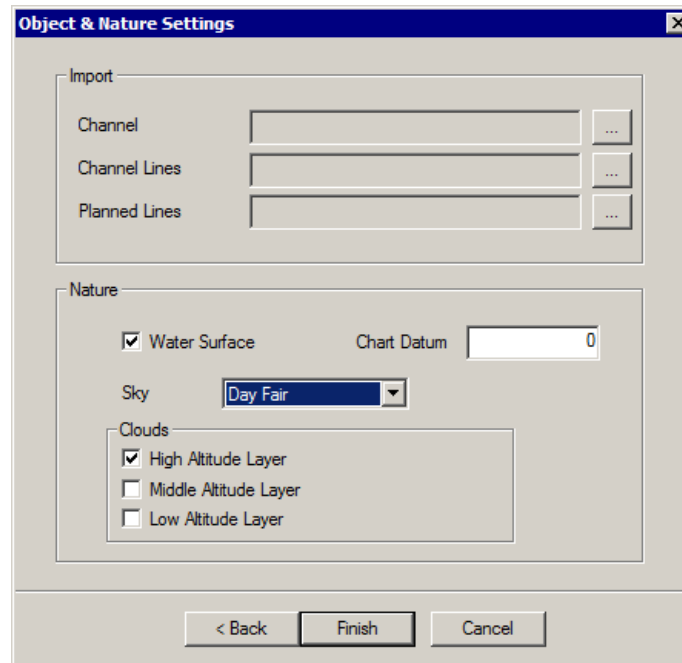 Object & Nature Settings
Import
Channel ...
Channel Lines ...
Planned Lines ...
Nature
Water Surface Chart Datum 0
Sky Day Fair
Clouds
High Altitude Layer
Middle Altitude Layer
Low Altitude Layer
< Back Finish Cancel